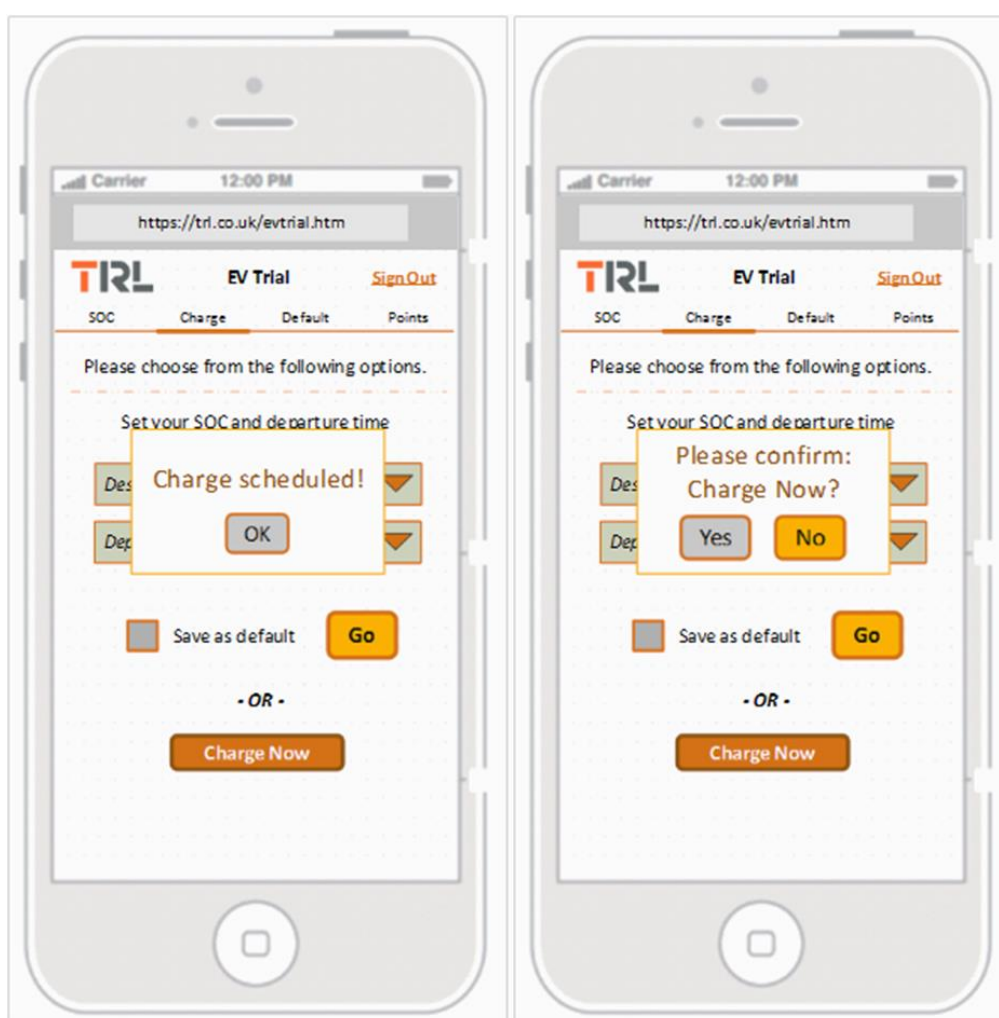 Carrier 12:00 PM
https://trl.co.uk/evtrial.htm
TRL EV Trial Sign Out
SOC Charge Default Points
Please choose from the following options.
Set your SOC and departure time
Charge scheduled!
Des
OK
Dep
Save as default Go
- OR -
Charge Now
Carrier 12:00 PM
https://trl.co.uk/evtrial.htm
TRL EV Trial Sign Out
SOC Charge Default Points
Please choose from the following options.
Set your SOC and departure time
Please confirm:
Des
Charge Now?
Dep
Yes No
Save as default Go
- OR -
Charge Now